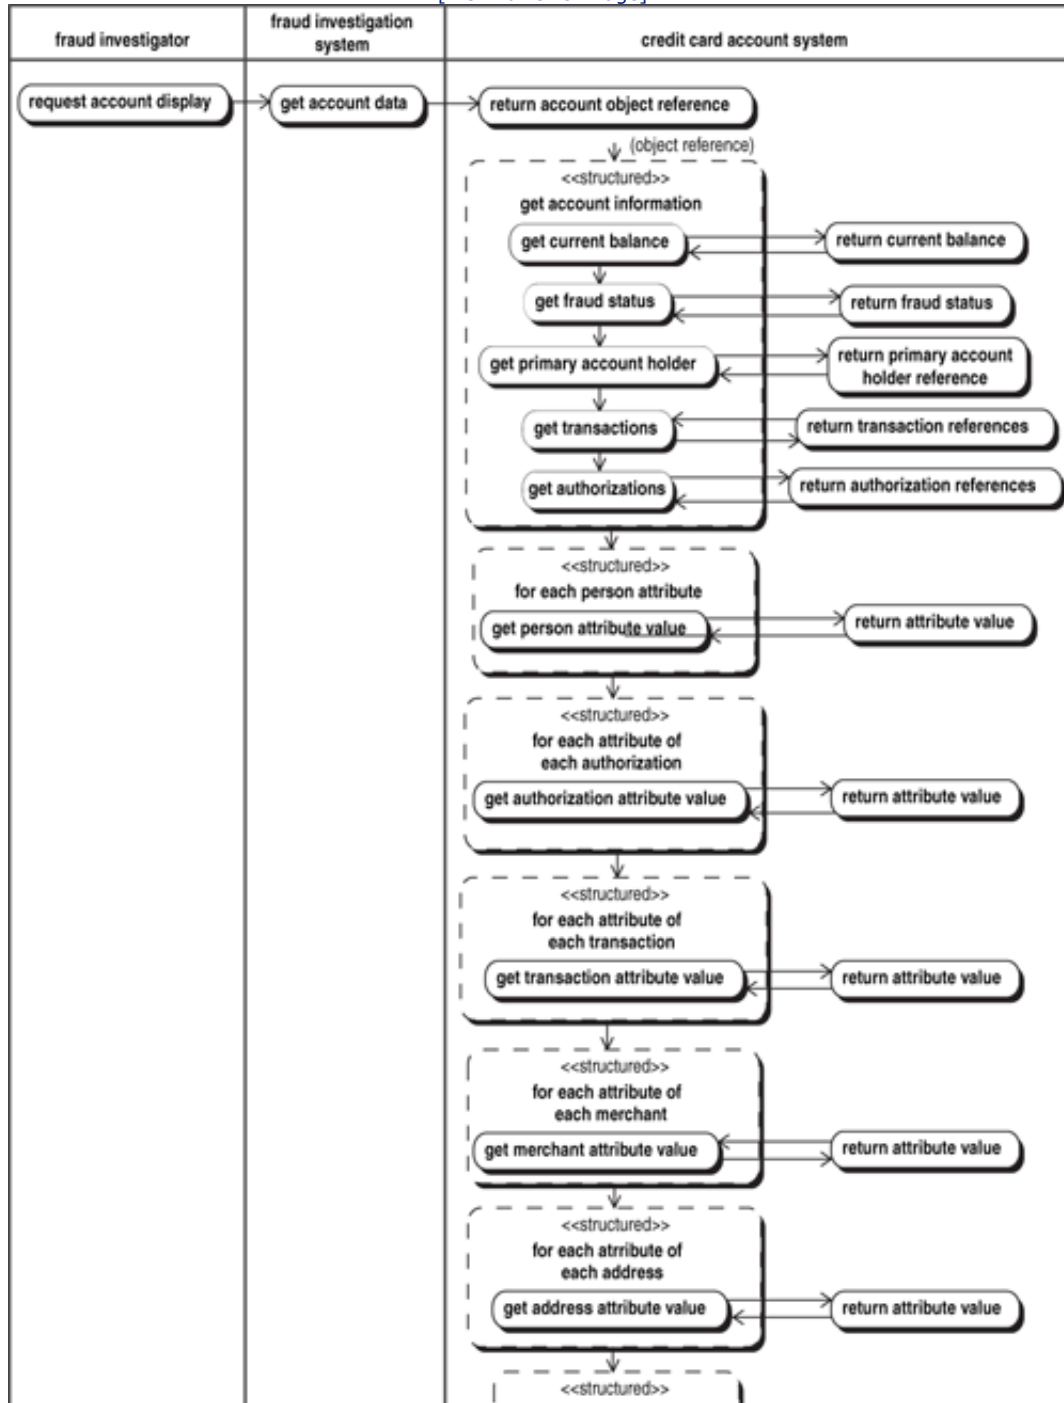 fraud investigator
fraud investigation
system
credit card account system
request account display
get account data
return account object reference
(object reference)
<<structured>>
get account information
get current balance
return current balance
get fraud status
return fraud status
get primary account holder
return primary account
holder reference
get transactions
return transaction references
get authorizations
return authorization references
<<structured>>
for each person attribute
get person attribute value
return attribute value
<<structured>>
for each attribute of
each authorization
get authorization attribute value
return attribute value
<<structured>>
for each attribute of
each transaction
get transaction attribute value
return attribute value
<<structured>>
for each attribute of
each merchant
get merchant attribute value
return attribute value
<<structured>>
for each atrribute of
each address
get address attribute value
return attribute value
<<structured>>